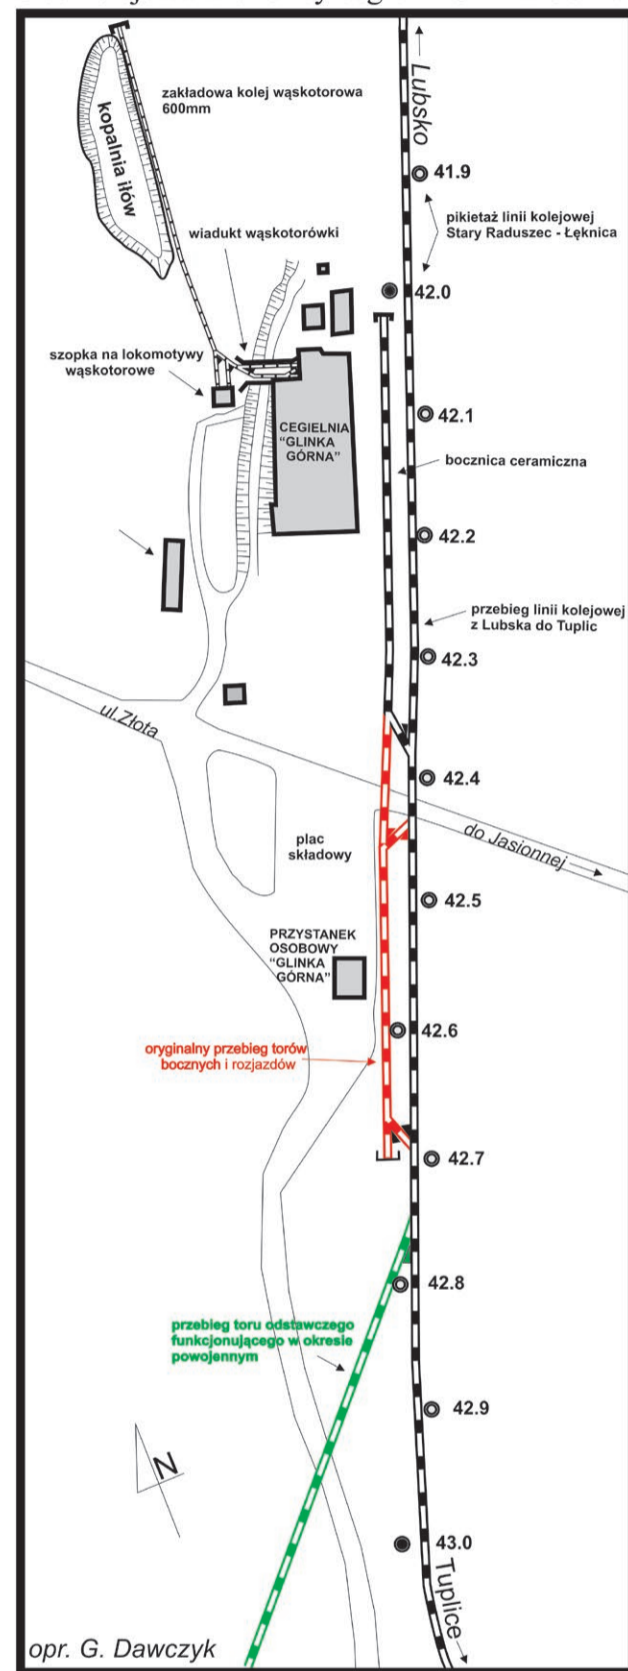 Lubsko
zakładowa kolej wąskotorowa
600mm
kopalnia iłów
41.9
pikietaż linii kolejowej
Stary Raduszec - Łęknica
wiadukt wąskotorówki
42.0
szopka na lokomotywy
wąskotorowe
CEGIELNIA
"GLINKA
GÓRNA"
42.1
bocznica ceramiczna
42.2
przebieg linii kolejowej
z Lubska do Tuplic
42.3
ul.Złota
42.4
plac
składowy
do Jasionnej
42.5
PRZYSTANEK
OSOBOWY
"GLINKA
GÓRNA"
42.6
oryginalny przebieg torów
bocznych i rozjazdów
42.7
42.8
przebieg toru odstawczego
funkcjonującego w okresie
powojennym
42.9
N
43.0
Tuplice
opr. G. Dawczyk